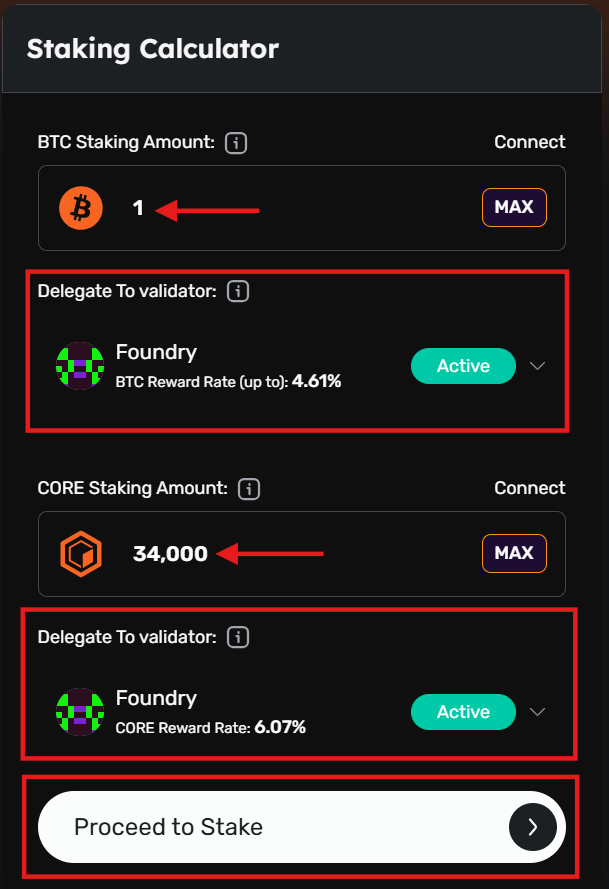 Staking Calculator
BTC Staking Amount: Connect
1 MAX
Delegate To validator:
Foundry
BTC Reward Rate (up to): 4.61% Active
CORE Staking Amount: Connect
34,000 MAX
Delegate To validator:
Foundry
CORE Reward Rate: 6.07% Active
Proceed to Stake